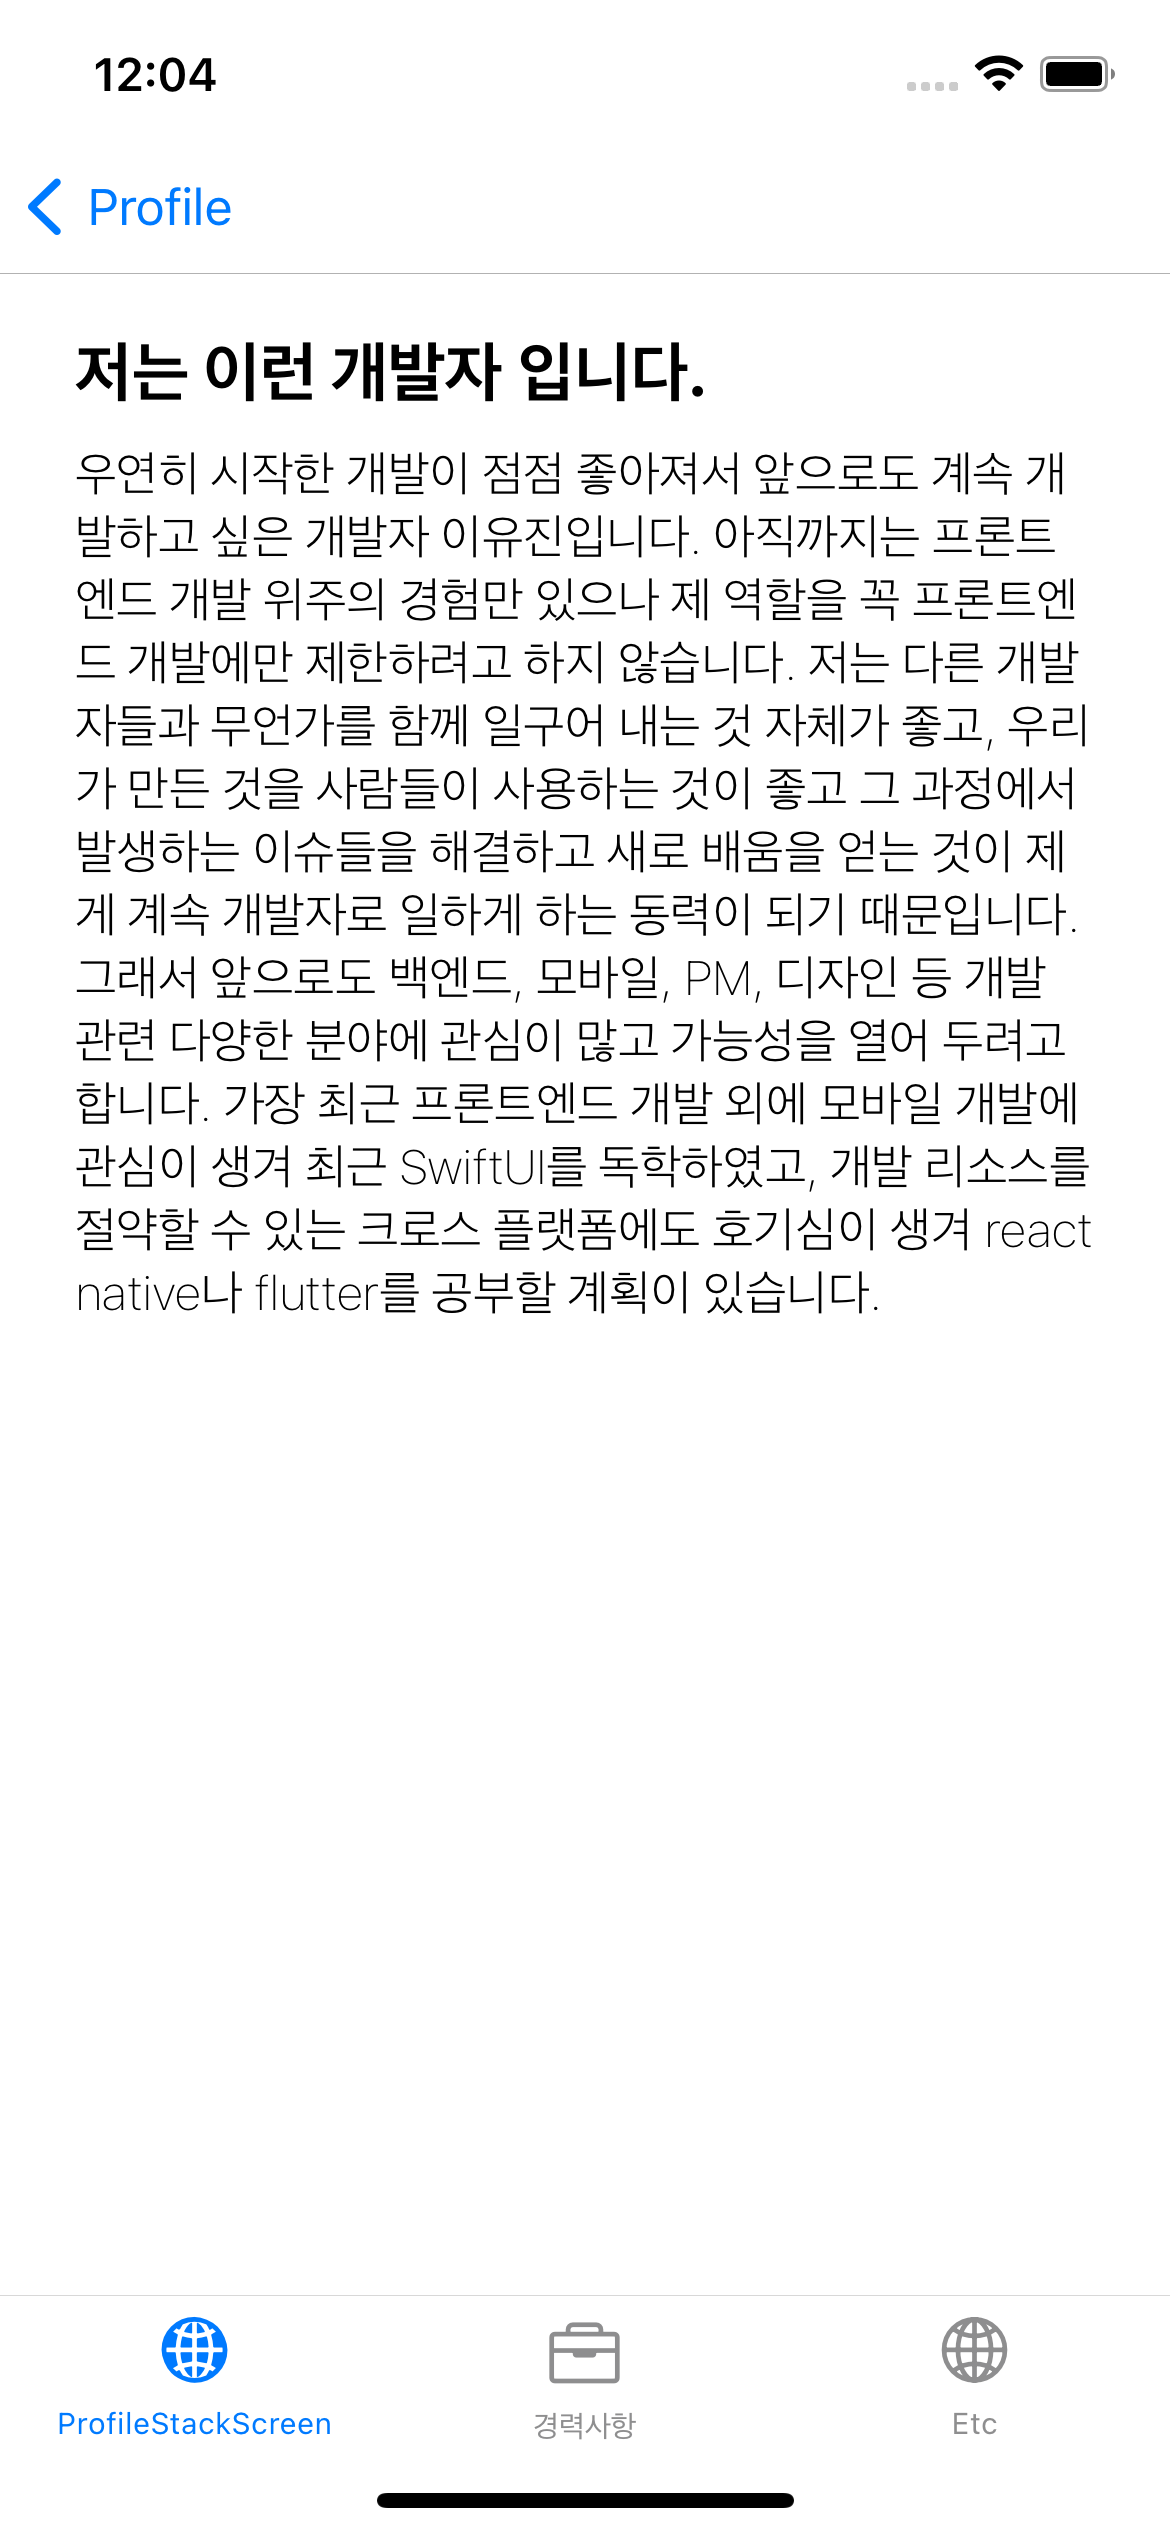 12:04
Profile
저는 이런 개발자 입니다.
우연히 시작한 개발이 점점 좋아져서 앞으로도 계속 개
발하고 싶은 개발자 이유진입니다. 아직까지는 프론트
엔드 개발 위주의 경험만 있으나 제 역할을 꼭 프론트엔
드 개발에만 제한하려고 하지 않습니다. 저는 다른 개발
자들과 무언가를 함께 일구어 내는 것 자체가 좋고, 우리
가 만든 것을 사람들이 사용하는 것이 좋고 그 과정에서
발생하는 이슈들을 해결하고 새로 배움을 얻는 것이 제
게 계속 개발자로 일하게 하는 동력이 되기 때문입니다.
그래서 앞으로도 백엔드, 모바일, PM, 디자인 등 개발
관련 다양한 분야에 관심이 많고 가능성을 열어 두려고
합니다. 가장 최근 프론트엔드 개발 외에 모바일 개발에
관심이 생겨 최근 SwiftUI를 독학하였고, 개발 리소스를
절약할 수 있는 크로스 플랫폼에도 호기심이 생겨 react
native나 flutter를 공부할 계획이 있습니다.
ProfileStackScreen
경력사항
Etc